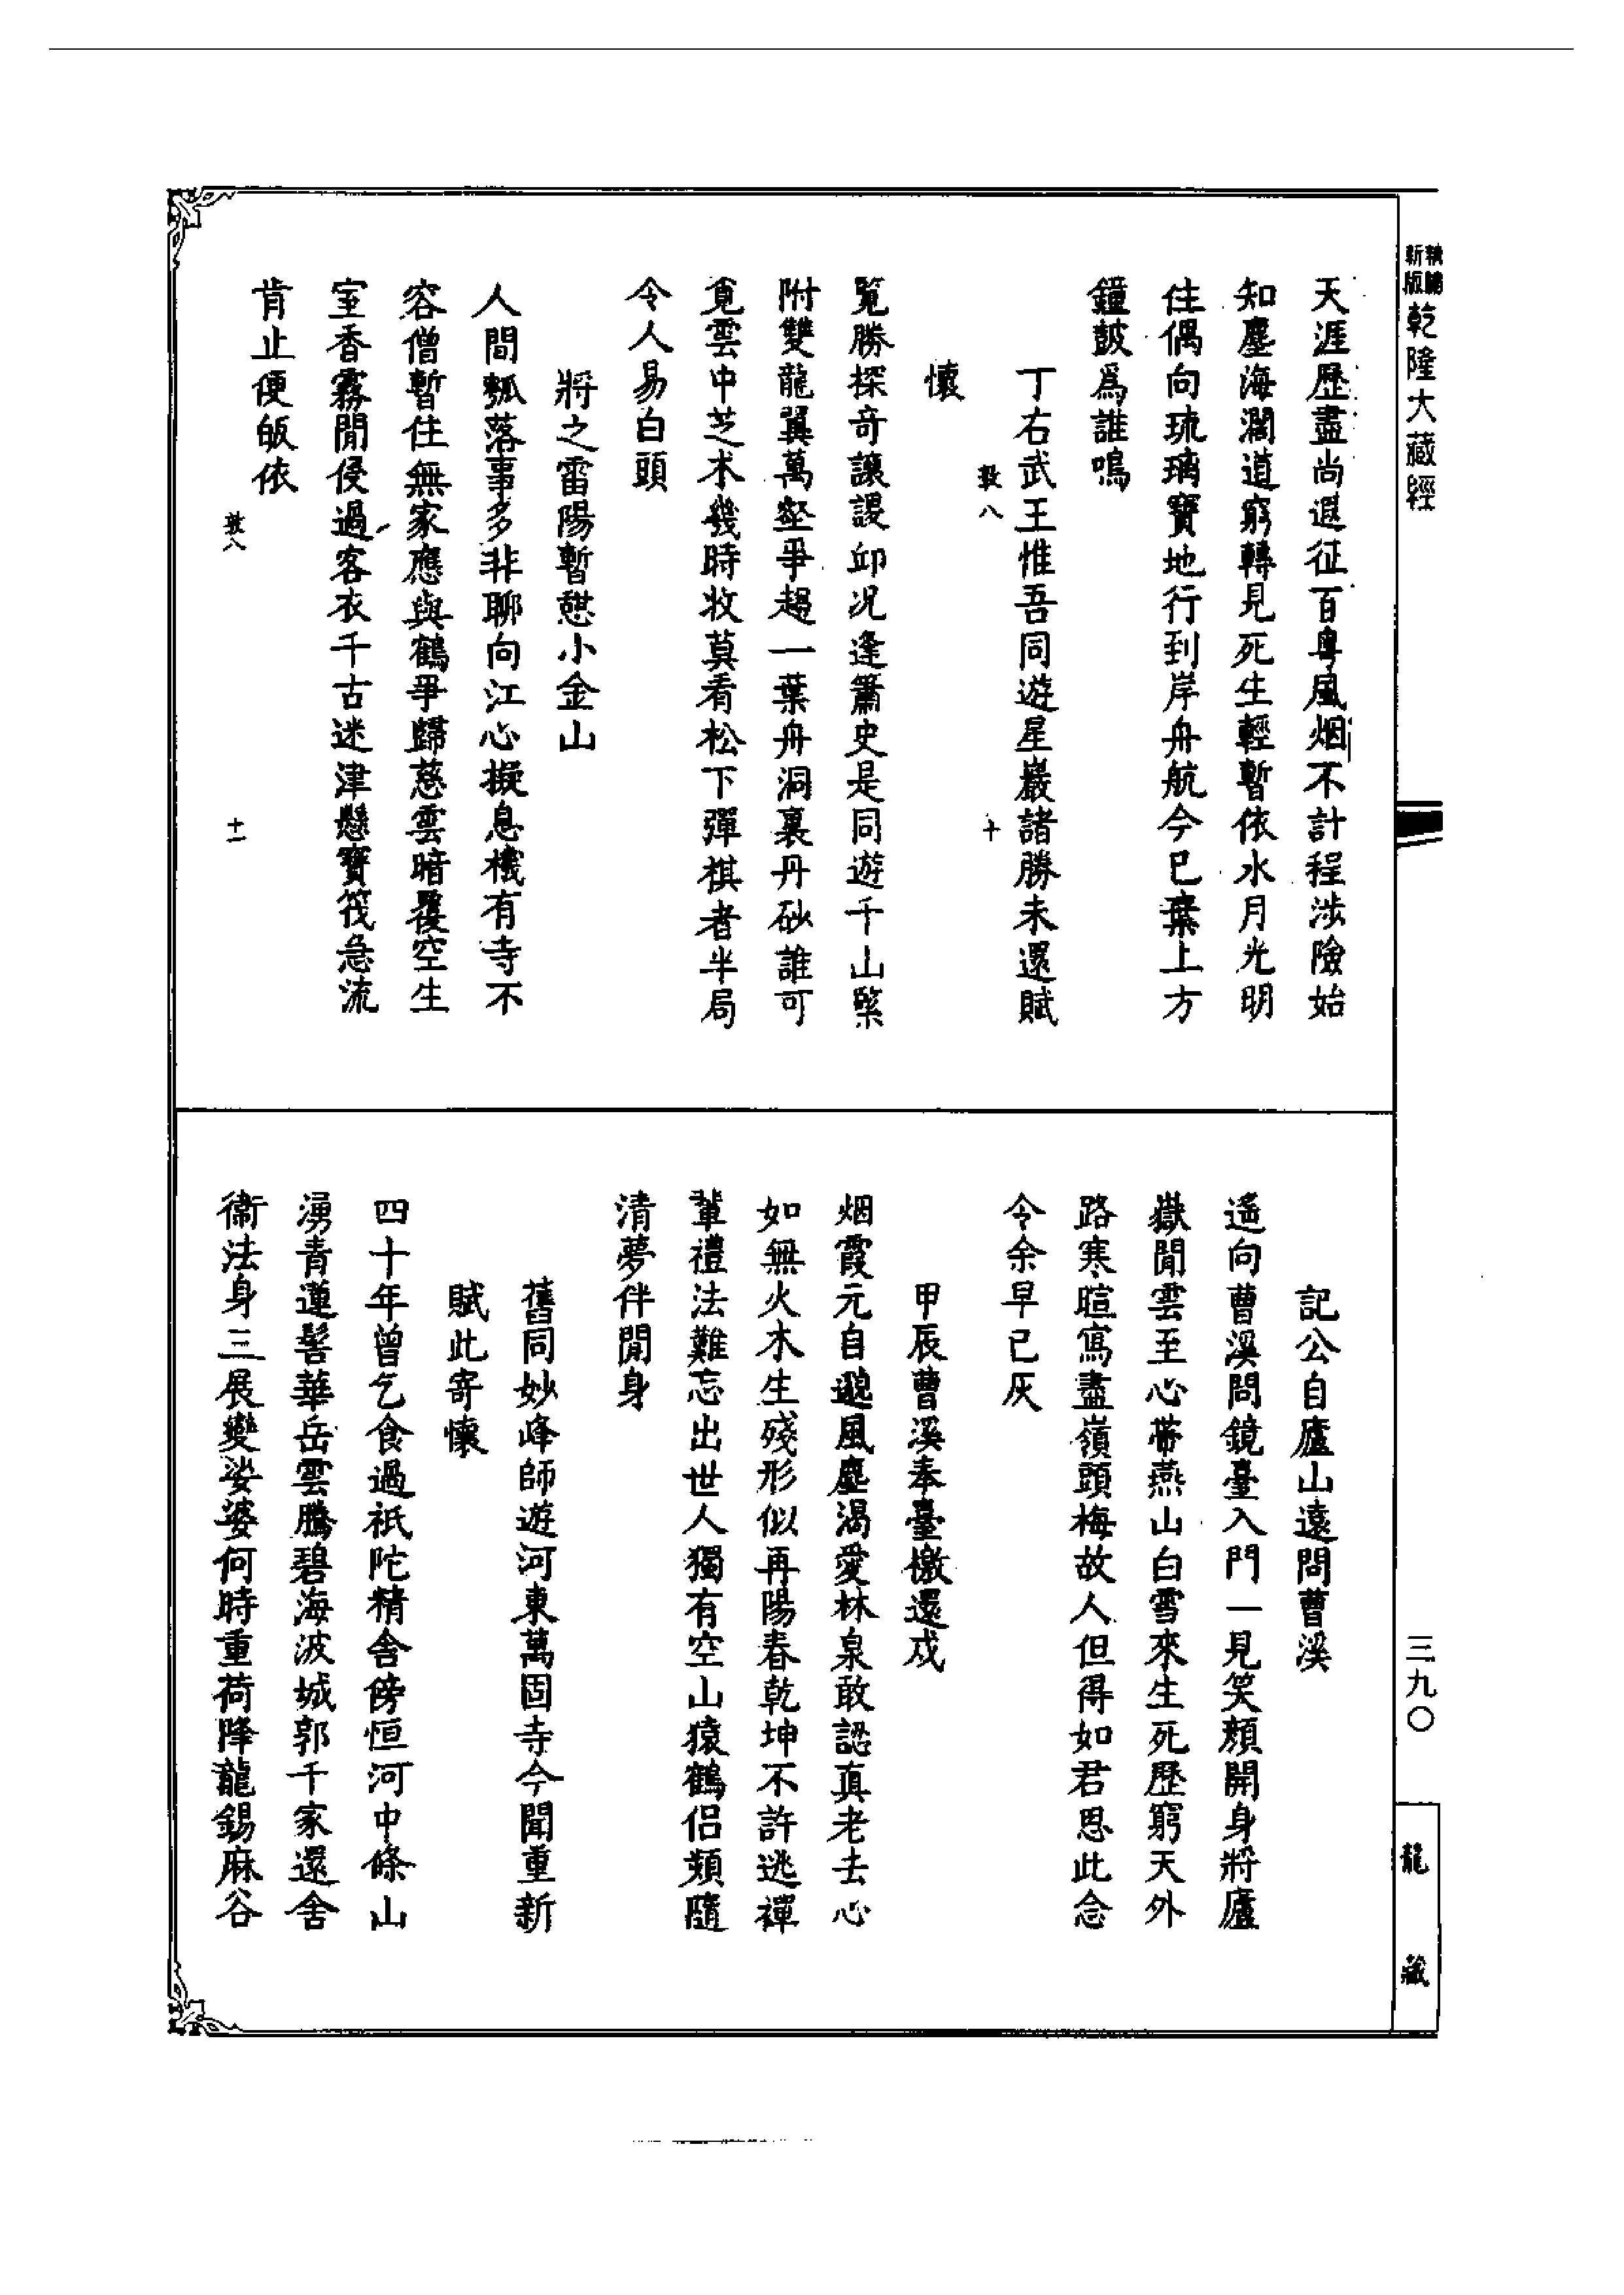 新版
乾隆大藏經
天涯歷盡尚遐征百粵風烟不計程涉險始
知塵海濶道窮轉見死生輕暫依水月光明
住偶向琉璃寶地行到岸舟航今已棄上方
鐘皷爲誰鳴
丁右武王惟吾同遊星巖諸勝未還賦
懷
敦八
十
覧勝探奇讓謖邱况逢簫史是同遊千山繄
附雙龍翼萬壑爭趨一葉舟洞裏丹砂誰可
覓雲中芝朮幾時收莫看松下彈棋者半局
令人易白頭
將之雷陽暫憇小金山
人間瓠落事多非聊向江心擬息機有寺不
容僧暫住無家應與鶴爭歸慈雲暗覆空生
室香霧閒侵過客衣千古迷津懸寶筏急流
肯止便皈依
敦八
十一
記公自廬山遠問曹溪
遙向曹溪問鏡臺入門一見笑顏開身將廬
嶽閒雲至心帶燕山白雪來生死歷窮天外
路寒暄寫盡嶺頭梅故人但得如君思此念
令余早已灰
甲辰曹溪奉臺檄還戍
烟霞元自避風塵渴愛林泉敢認真老去心
如無火木生殘形似再陽春乾坤不許逃禪
輩禮法難忘出世人獨有空山猿鶴侶頻隨
清夢伴閒身
舊同妙峰師遊河東萬固寺今聞重新
賦此寄懷
四十年曾乞食過祇陀精舍傍恒河中條山
湧青蓮髻華岳雲騰碧海波城郭千家還舍
衞法身三展變娑婆何時重荷降龍錫麻谷
三九〇
龍藏